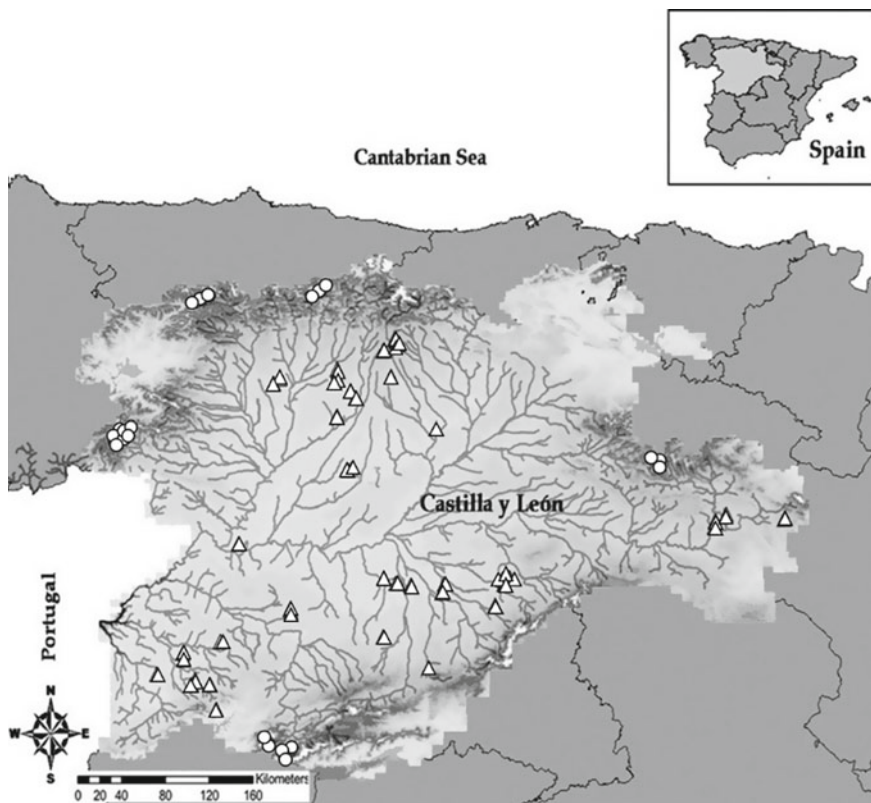 Cantabrian Sea
Spain
Castilla y León
Portugal
N
W E
S
Kilometers
0 20 40 80 120 160